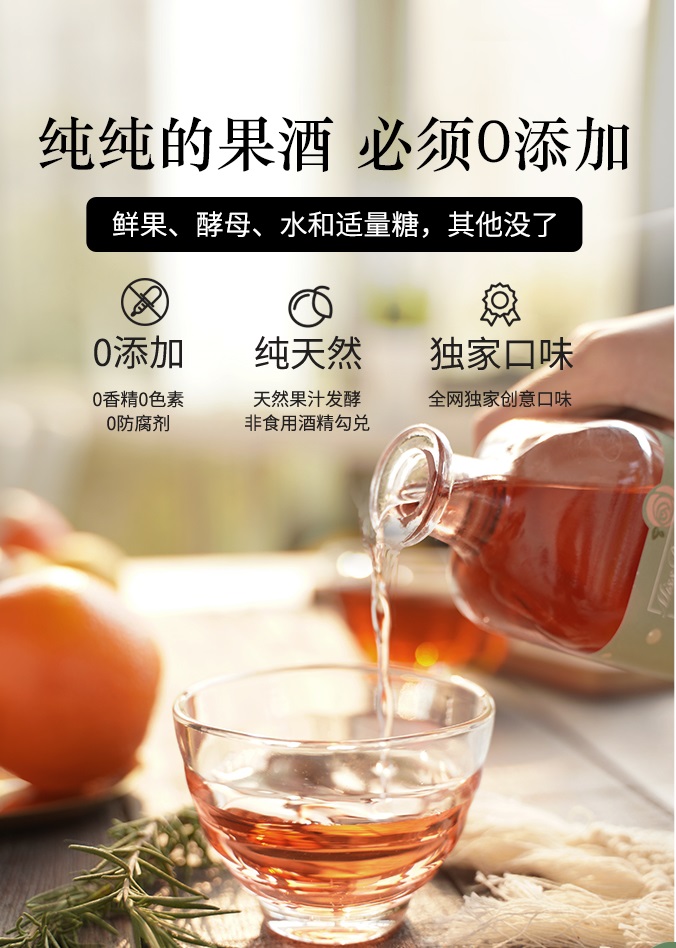 纯纯的果酒 必须0添加
鲜果、酵母、水和适量糖，其他没了
0添加
纯天然
独家口味
0香精0色素
天然果汁发酵
全网独家创意口味
0防腐剂
非食用酒精勾兑